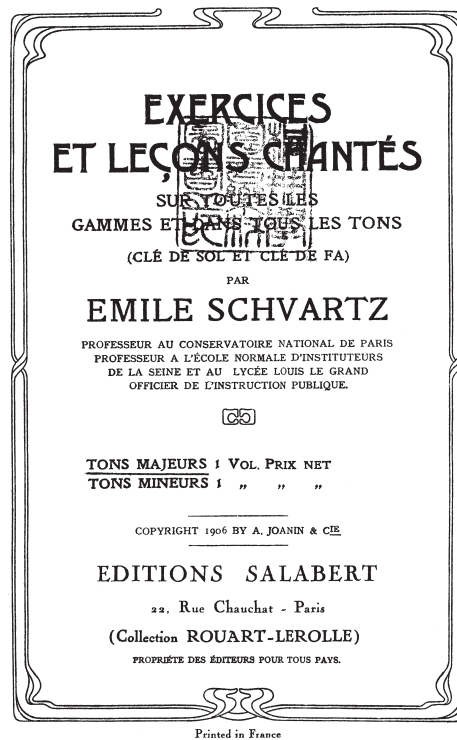 EXERCICES
ET LEÇONS CHANTÉS
SUR TOUTES LES
GAMMES ET DANS TOUS LES TONS
(CLÉ DE SOL ET CLÉ DE FA)
PAR
EMILE SCHVARTZ
PROFESSEUR AU CONSERVATOIRE NATIONAL DE PARIS
PROFESSEUR A L'ÉCOLE NORMALE D'INSTITUTEURS
DE LA SEINE ET AU LYCÉE LOUIS LE GRAND
OFFICIER DE L'INSTRUCTION PUBLIQUE.
TONS MAJEURS 1 VOL. PRIX NET
TONS MINEURS 1 „ „ „
COPYRIGHT 1906 BY A. JOANIN & CIE
EDITIONS SALABERT
22, Rue Chauchat - Paris
(Collection ROUART-LEROLLE)
PROPRIÉTE DES ÉDITEURS POUR TOUS PAYS.
Printed in France